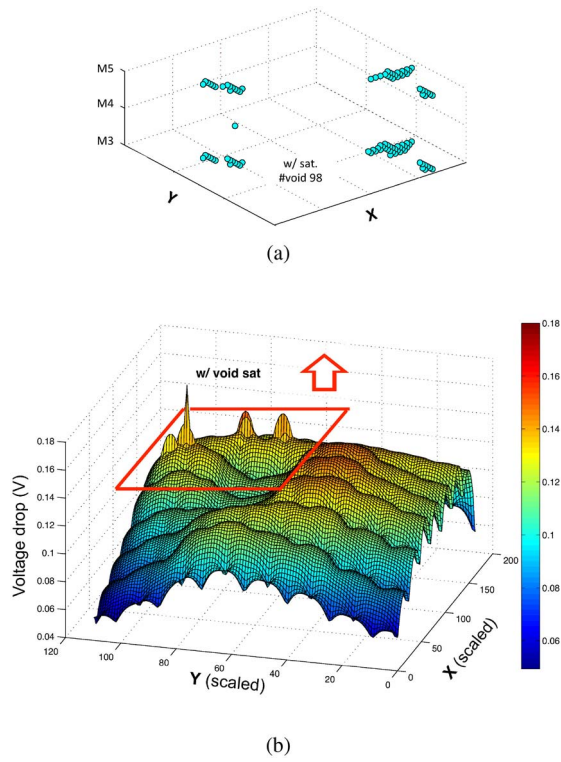 M5
M4
M3
w/ sat.
#void 98
Y
X
(a)
w/ void sat
0.18
0.16
0.14
0.12
0.1
0.08
0.06
0.04
Voltage drop (V)
120
100
80
60
40
20
0
Y (scaled)
0
50
100
150
200
X (scaled)
0.18
0.16
0.14
0.12
0.1
0.08
0.06
(b)